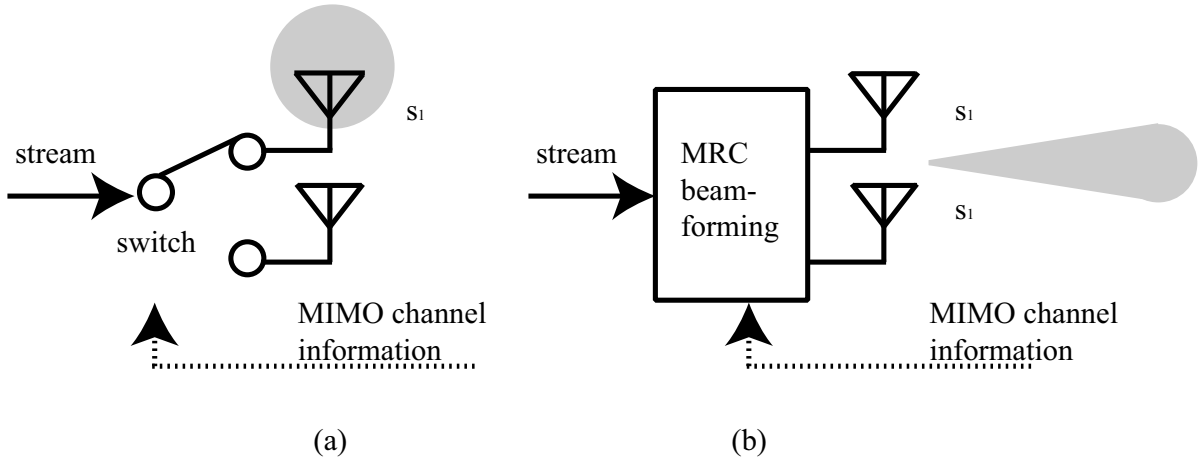 s1
stream
switch
MIMO channel
information
(a)
stream
MRC
beam-
forming
s1
s1
MIMO channel
information
(b)